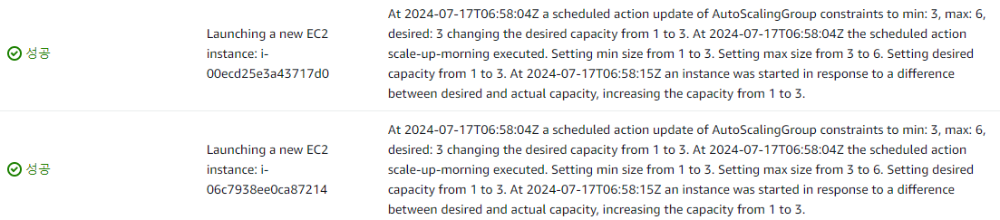 성공
Launching a new EC2
instance: i-
00ecd25e3a43717d0
At 2024-07-17T06:58:04Z a scheduled action update of AutoScalingGroup constraints to min: 3, max: 6,
desired: 3 changing the desired capacity from 1 to 3. At 2024-07-17T06:58:04Z the scheduled action
scale-up-morning executed. Setting min size from 1 to 3. Setting max size from 3 to 6. Setting desired
capacity from 1 to 3. At 2024-07-17T06:58:15Z an instance was started in response to a difference
between desired and actual capacity, increasing the capacity from 1 to 3.
성공
Launching a new EC2
instance: i-
06c7938ee0ca87214
At 2024-07-17T06:58:04Z a scheduled action update of AutoScalingGroup constraints to min: 3, max: 6,
desired: 3 changing the desired capacity from 1 to 3. At 2024-07-17T06:58:04Z the scheduled action
scale-up-morning executed. Setting min size from 1 to 3. Setting max size from 3 to 6. Setting desired
capacity from 1 to 3. At 2024-07-17T06:58:15Z an instance was started in response to a difference
between desired and actual capacity, increasing the capacity from 1 to 3.